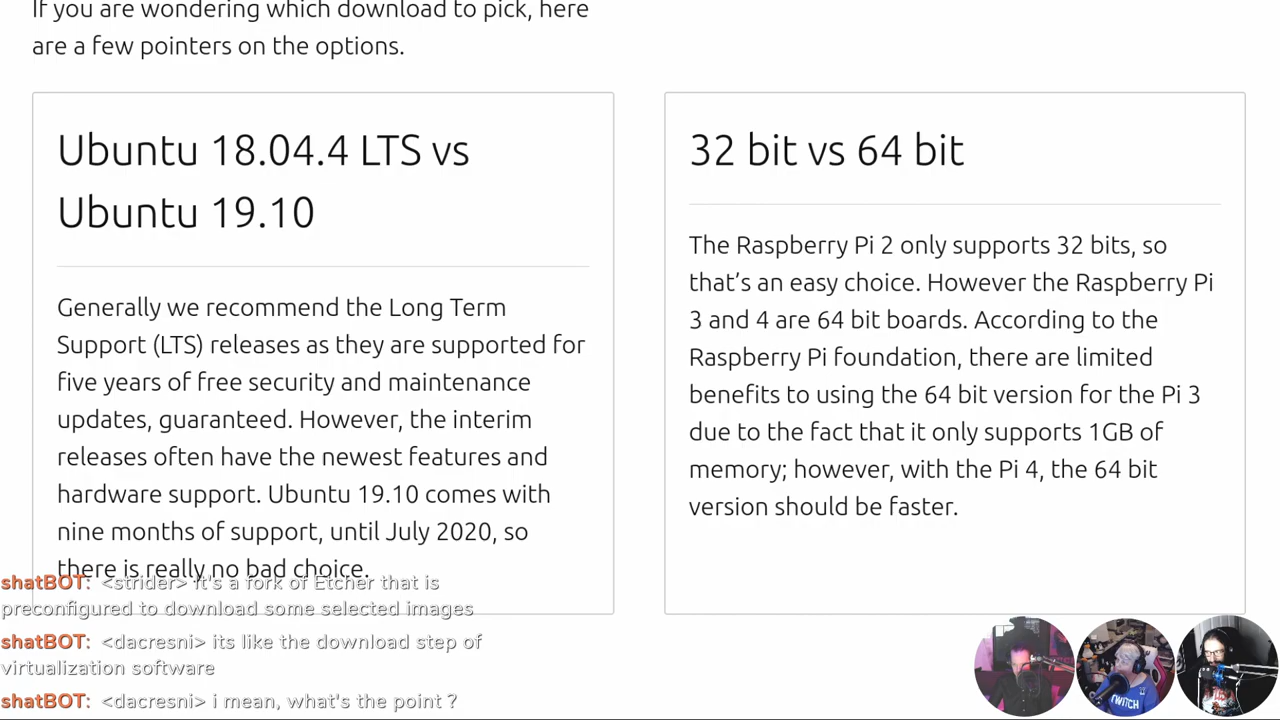 If you are wondering which download to pick, here
are a few pointers on the options.
Ubuntu 18.04.4 LTS vs
Ubuntu 19.10
Generally we recommend the Long Term
Support (LTS) releases as they are supported for
five years of free security and maintenance
updates, guaranteed. However, the interim
releases often have the newest features and
hardware support. Ubuntu 19.10 comes with
nine months of support, until July 2020, so
there is really no bad choice.
32 bit vs 64 bit
The Raspberry Pi 2 only supports 32 bits, so
that’s an easy choice. However the Raspberry Pi
3 and 4 are 64 bit boards. According to the
Raspberry Pi foundation, there are limited
benefits to using the 64 bit version for the Pi 3
due to the fact that it only supports 1GB of
memory; however, with the Pi 4, the 64 bit
version should be faster.
shatBOT: <strider> It's a fork of Etcher that is
preconfigured to download some selected images
shatBOT: <dacresni> its like the download step of
virtualization software
shatBOT: <dacresni> i mean, what's the point ?
TWITCH